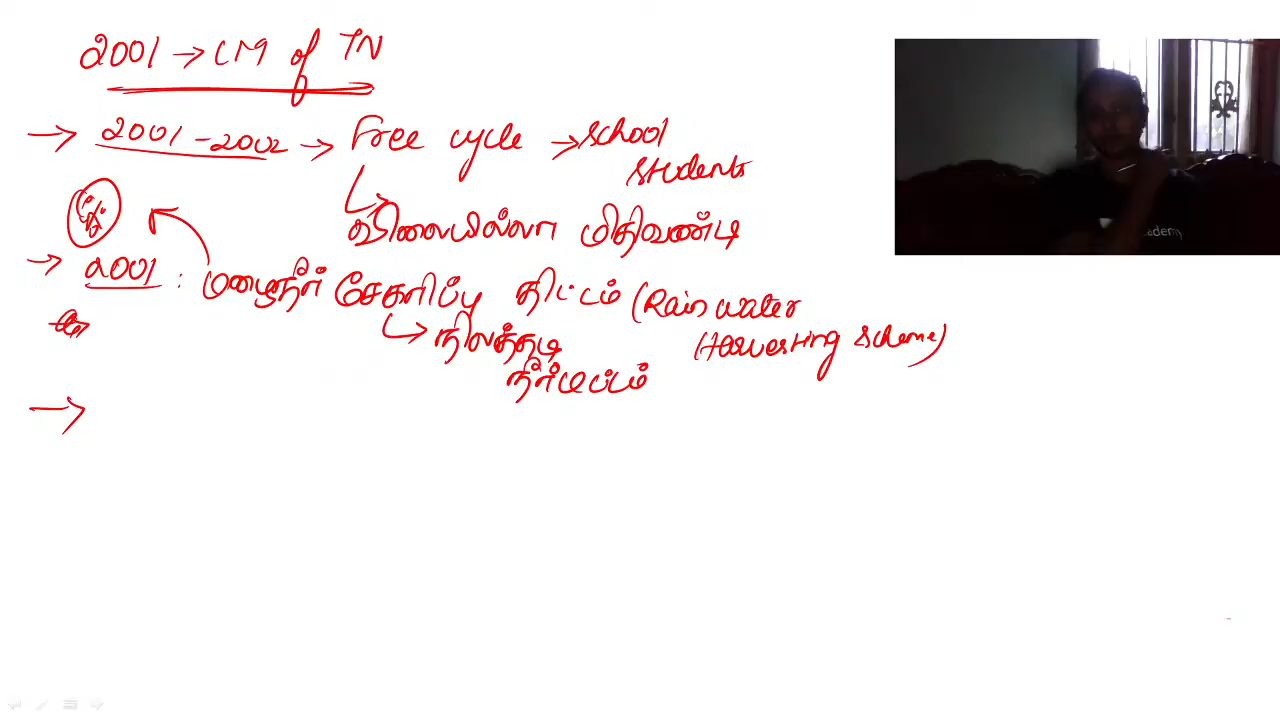 2001 → CM of TN
→ 2001 - 2002 → Free cycle → school
students
விலையில்லா மிதிவண்டி
→ 2001 : மழைநீர் சேகரிப்பு திட்டம் (Rain water
Harvesting scheme)
நிலத்தடி
நீர்மட்டம்
ademy